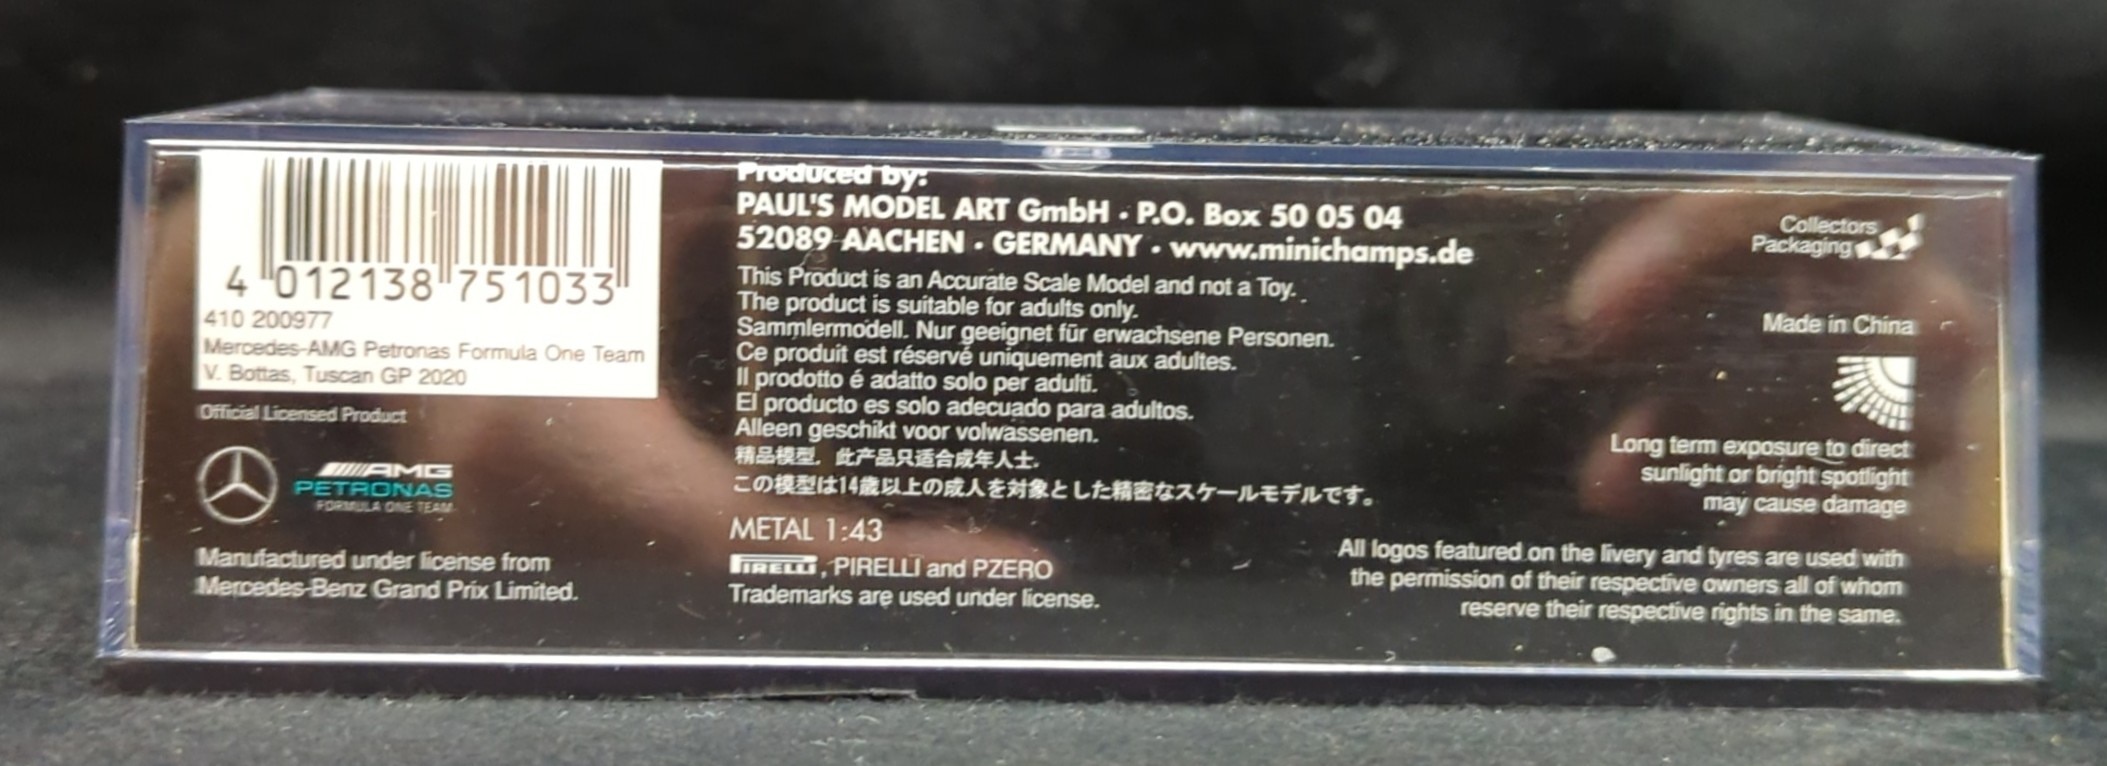 4 012138 751033
410 200977
Mercedes-AMG Petronas Formula One Team
V. Bottas, Tuscan GP 2020
Official Licensed Product
AMG
PETRONAS
FORMULA ONE TEAM
Manufactured under license from
Mercedes-Benz Grand Prix Limited.
Produced by:
PAUL'S MODEL ART GmbH · P.O. Box 50 05 04
52089 AACHEN · GERMANY · www.minichamps.de
This Product is an Accurate Scale Model and not a Toy.
The product is suitable for adults only.
Sammlermodell. Nur geeignet für erwachsene Personen.
Ce produit est réservé uniquement aux adultes.
Il prodotto é adatto solo per adulti.
El producto es solo adecuado para adultos.
Alleen geschikt voor volwassenen.
精品模型. 此产品只适合成年人士.
この模型は14歳以上の成人を対象とした精密なスケールモデルです。
METAL 1:43
PIRELLI, PIRELLI and PZERO
Trademarks are used under license.
Collectors
Packaging
Made in China
Long term exposure to direct
sunlight or bright spotlight
may cause damage
All logos featured on the livery and tyres are used with
the permission of their respective owners all of whom
reserve their respective rights in the same.